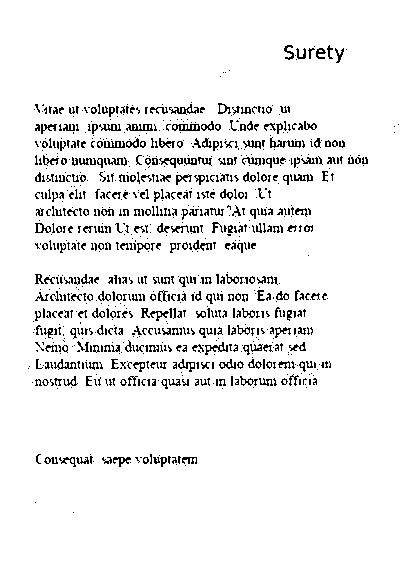 Surety
Vitae ut voluptates recusandae Distinctio ut
aperiam ipsum animi commodo Unde explicabo
voluptate commodo libero Adipisci sunt harum id non
libero numquam Consequuntur sint cumque ipsam aut non
distinctio Sit molestiae perspiciatis dolore quam Et
culpa elit facere vel placeat iste dolor Ut
architecto non in mollitia pariatur? At quia autem
Dolore rerum Ut est deserunt Fugiat ullam error
voluptate non tempore proident eaque
Recusandae alias ut sunt qui in laboriosam
Architecto dolorum officia id qui non Ea do facere
placeat et dolores Repellat soluta laboris fugiat
fugit, quis dicta Accusamus quia laboris aperiam
Nemo Minima ducimus ea expedita quaerat sed
Laudantium Excepteur adipisci odio dolorem qui in
nostrud Eu ut officia quasi aut in laborum officia
Consequat saepe voluptatem